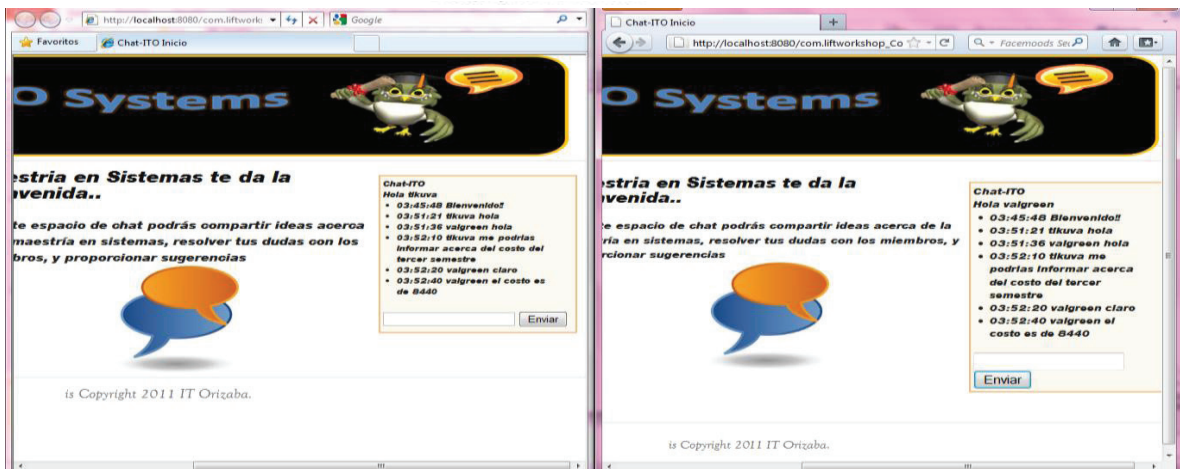 http://localhost:8080/com.liftworks
Google
Favoritos
Chat-ITO Inicio
O Systems
estria en Sistemas te da la
nvenida..
te espacio de chat podrás compartir ideas acerca
maestría en sistemas, resolver tus dudas con los
bros, y proporcionar sugerencias
Chat-ITO
Hola tikuva
03:45:48 Bienvenido!!
03:51:21 tikuva hola
03:51:36 valgreen hola
03:52:10 tikuva me podrias
informar acerca del costo del
tercer semestre
03:52:20 valgreen claro
03:52:40 valgreen el costo es
de 8440
Enviar
is Copyright 2011 IT Orizaba.
Chat-ITO Inicio
http://localhost:8080/com.liftworkshop_Co
Facemoods Sea
O Systems
stria en Sistemas te da la
venida..
e espacio de chat podrás compartir ideas acerca de la
ría en sistemas, resolver tus dudas con los miembros, y
rcionar sugerencias
Chat-ITO
Hola valgreen
03:45:48 Bienvenido!!
03:51:21 tikuva hola
03:51:36 valgreen hola
03:52:10 tikuva me
podrias informar acerca
del costo del tercer
semestre
03:52:20 valgreen claro
03:52:40 valgreen el
costo es de 8440
Enviar
is Copyright 2011 IT Orizaba.